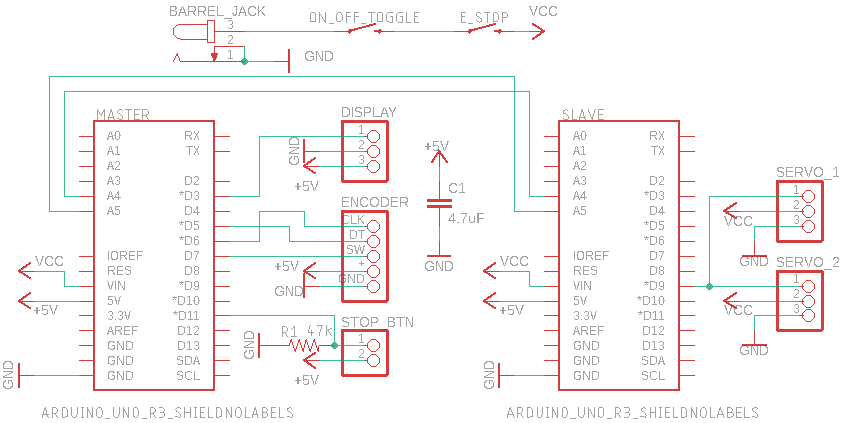 BARREL_JACK
3
2
1
GND
ON_OFF_TOGGLE
E_STOP
VCC
MASTER
A0
A1
A2
A3
A4
A5
IOREF
RES
VIN
5V
3.3V
AREF
GND
GND
GND
RX
TX
D2
*D3
D4
*D5
*D6
D7
D8
*D9
*D10
*D11
D12
D13
SDA
SCL
VCC
+5V
GND
ARDUINO_UNO_R3_SHIELDNOLABELS
DISPLAY
1
2
3
GND
+5V
ENCODER
CLK
DT
SW
+
GND
+5V
GND
STOP_BTN
1
2
R1 47k
GND
+5V
+5V
C1
4.7uF
GND
SLAVE
A0
A1
A2
A3
A4
A5
IOREF
RES
VIN
5V
3.3V
AREF
GND
GND
GND
RX
TX
D2
*D3
D4
*D5
*D6
D7
D8
*D9
*D10
*D11
D12
D13
SDA
SCL
VCC
+5V
GND
ARDUINO_UNO_R3_SHIELDNOLABELS
SERVO_1
1
2
3
VCC
GND
SERVO_2
1
2
3
VCC
GND